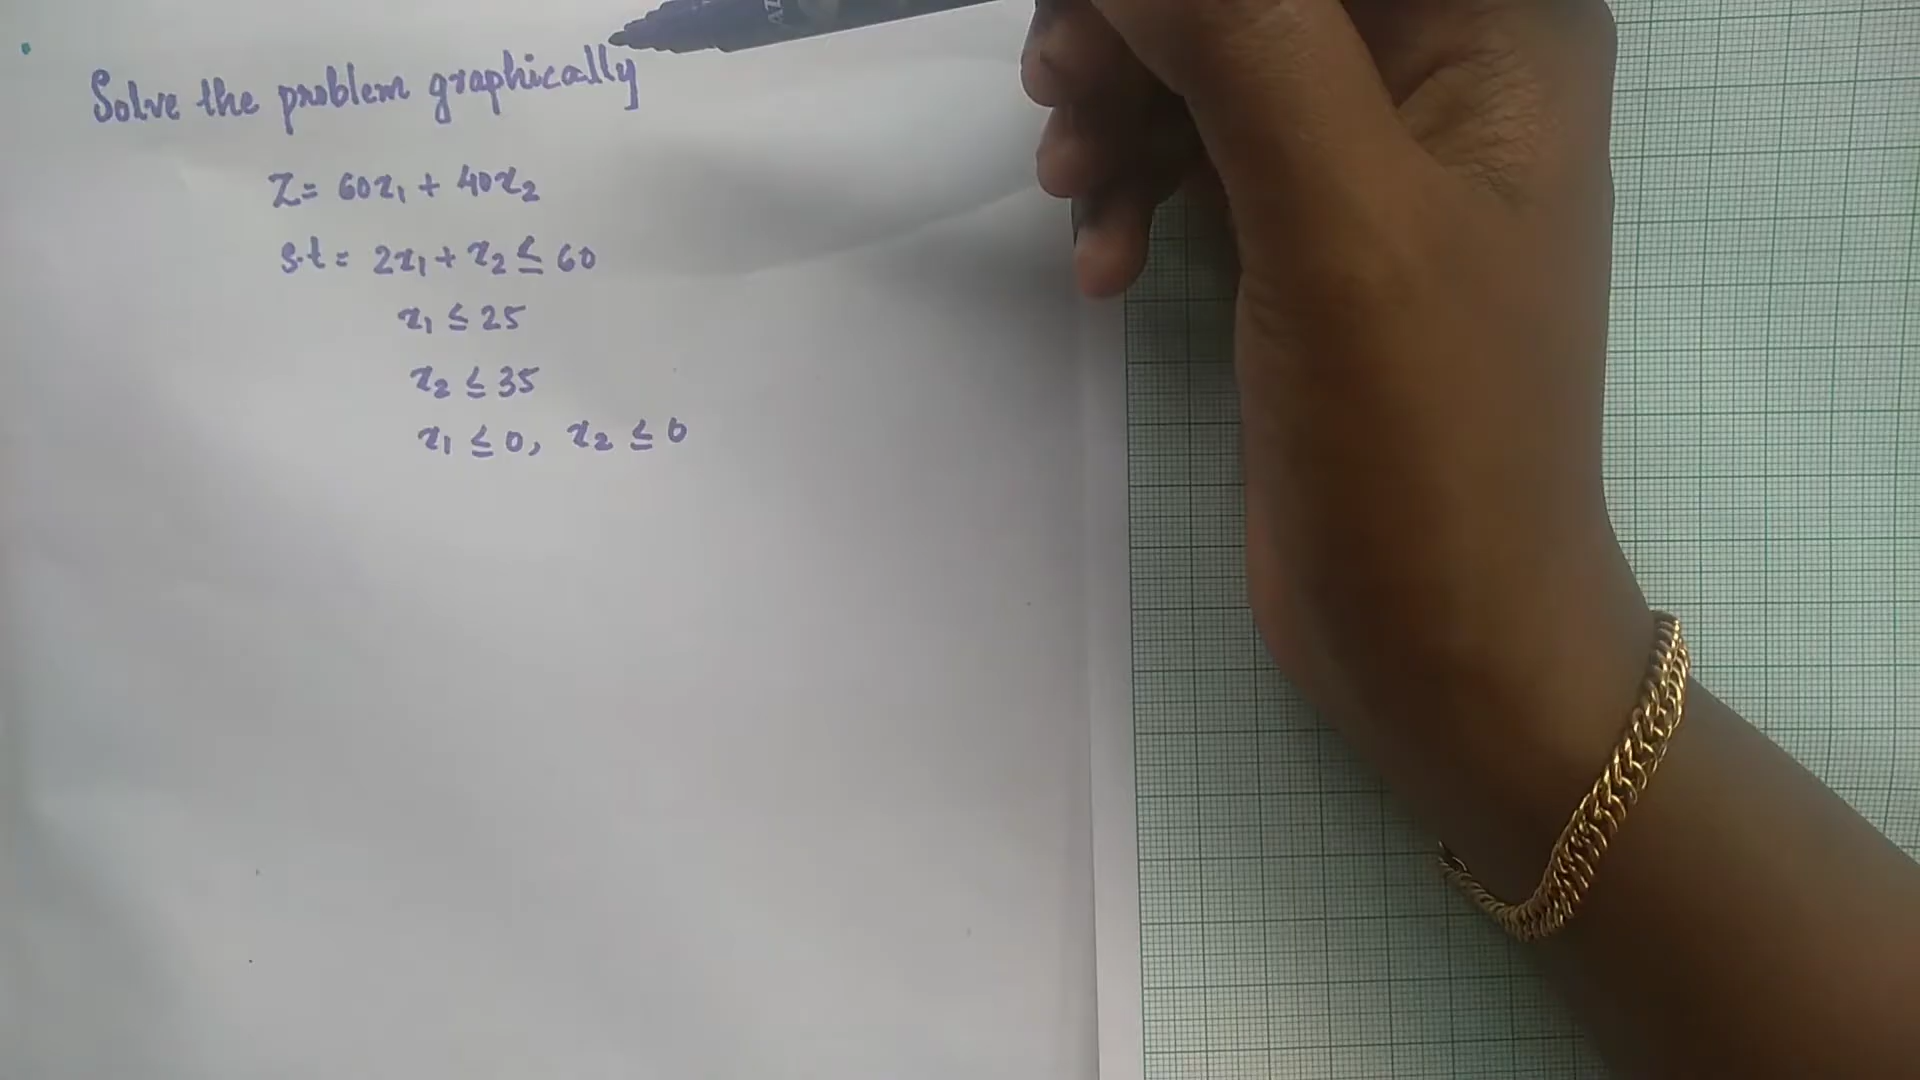 Solve the problem graphically
Z = 60x₁ + 40x₂
s.t = 2x₁ + x₂ ≤ 60
x₁ ≤ 25
x₂ ≤ 35
x₁ ≤ 0, x₂ ≤ 0